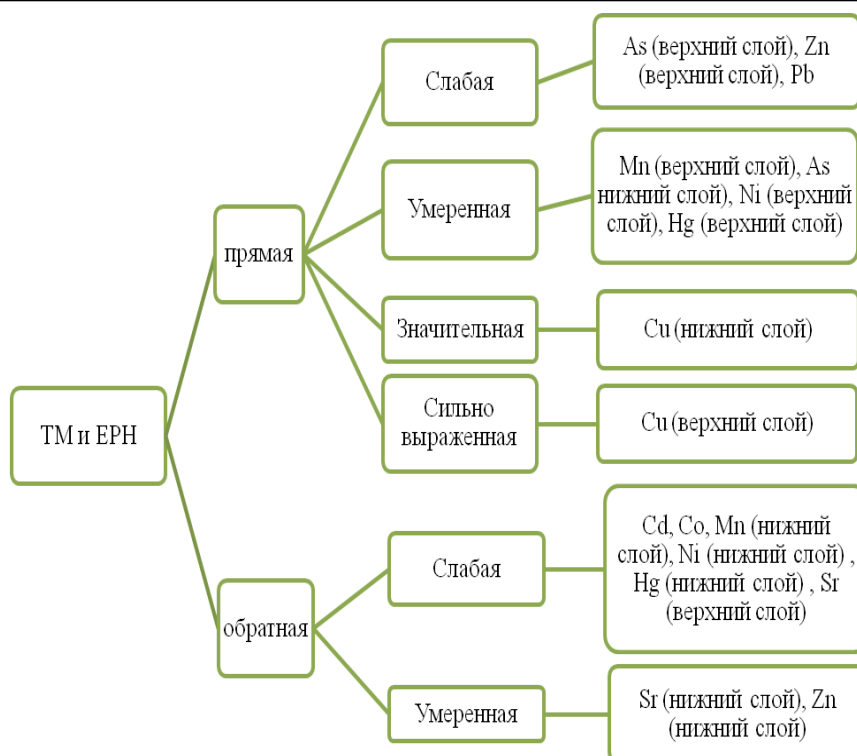 ТМ и ЕРН
прямая
Слабая
As (верхний слой), Zn
(верхний слой), Pb
Умеренная
Mn (верхний слой), As
нижний слой), Ni (верхний
слой), Hg (верхний слой)
Значительная
Cu (нижний слой)
Сильно
выраженная
Cu (верхний слой)
обратная
Слабая
Cd, Co, Mn (нижний
слой), Ni (нижний слой) ,
Hg (нижний слой) , Sr
(верхний слой)
Умеренная
Sr (нижний слой), Zn
(нижний слой)